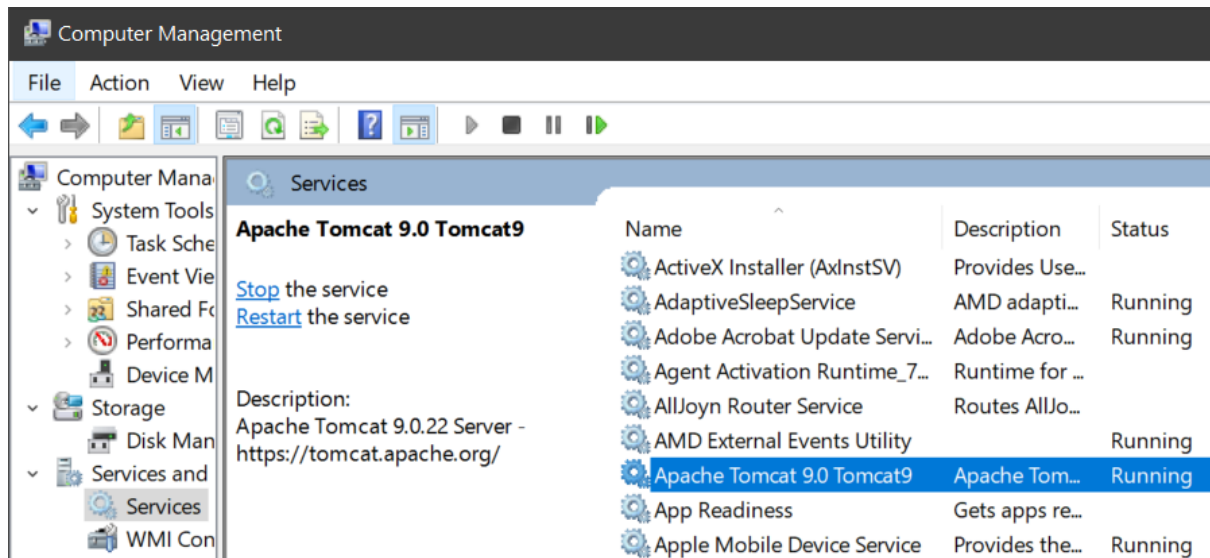 Computer Management
File Action View Help
Computer Mana
System Tools
Task Sche
Event Vie
Shared Fo
Performa
Device M
Storage
Disk Man
Services and
Services
WMI Con
Services
Apache Tomcat 9.0 Tomcat9
Stop the service
Restart the service
Description:
Apache Tomcat 9.0.22 Server -
https://tomcat.apache.org/
Name Description Status
ActiveX Installer (AxInstSV) Provides Use...
AdaptiveSleepService AMD adapti... Running
Adobe Acrobat Update Servi... Adobe Acro... Running
Agent Activation Runtime_7... Runtime for ...
AllJoyn Router Service Routes AllJo...
AMD External Events Utility Running
Apache Tomcat 9.0 Tomcat9 Apache Tom... Running
App Readiness Gets apps re...
Apple Mobile Device Service Provides the... Running